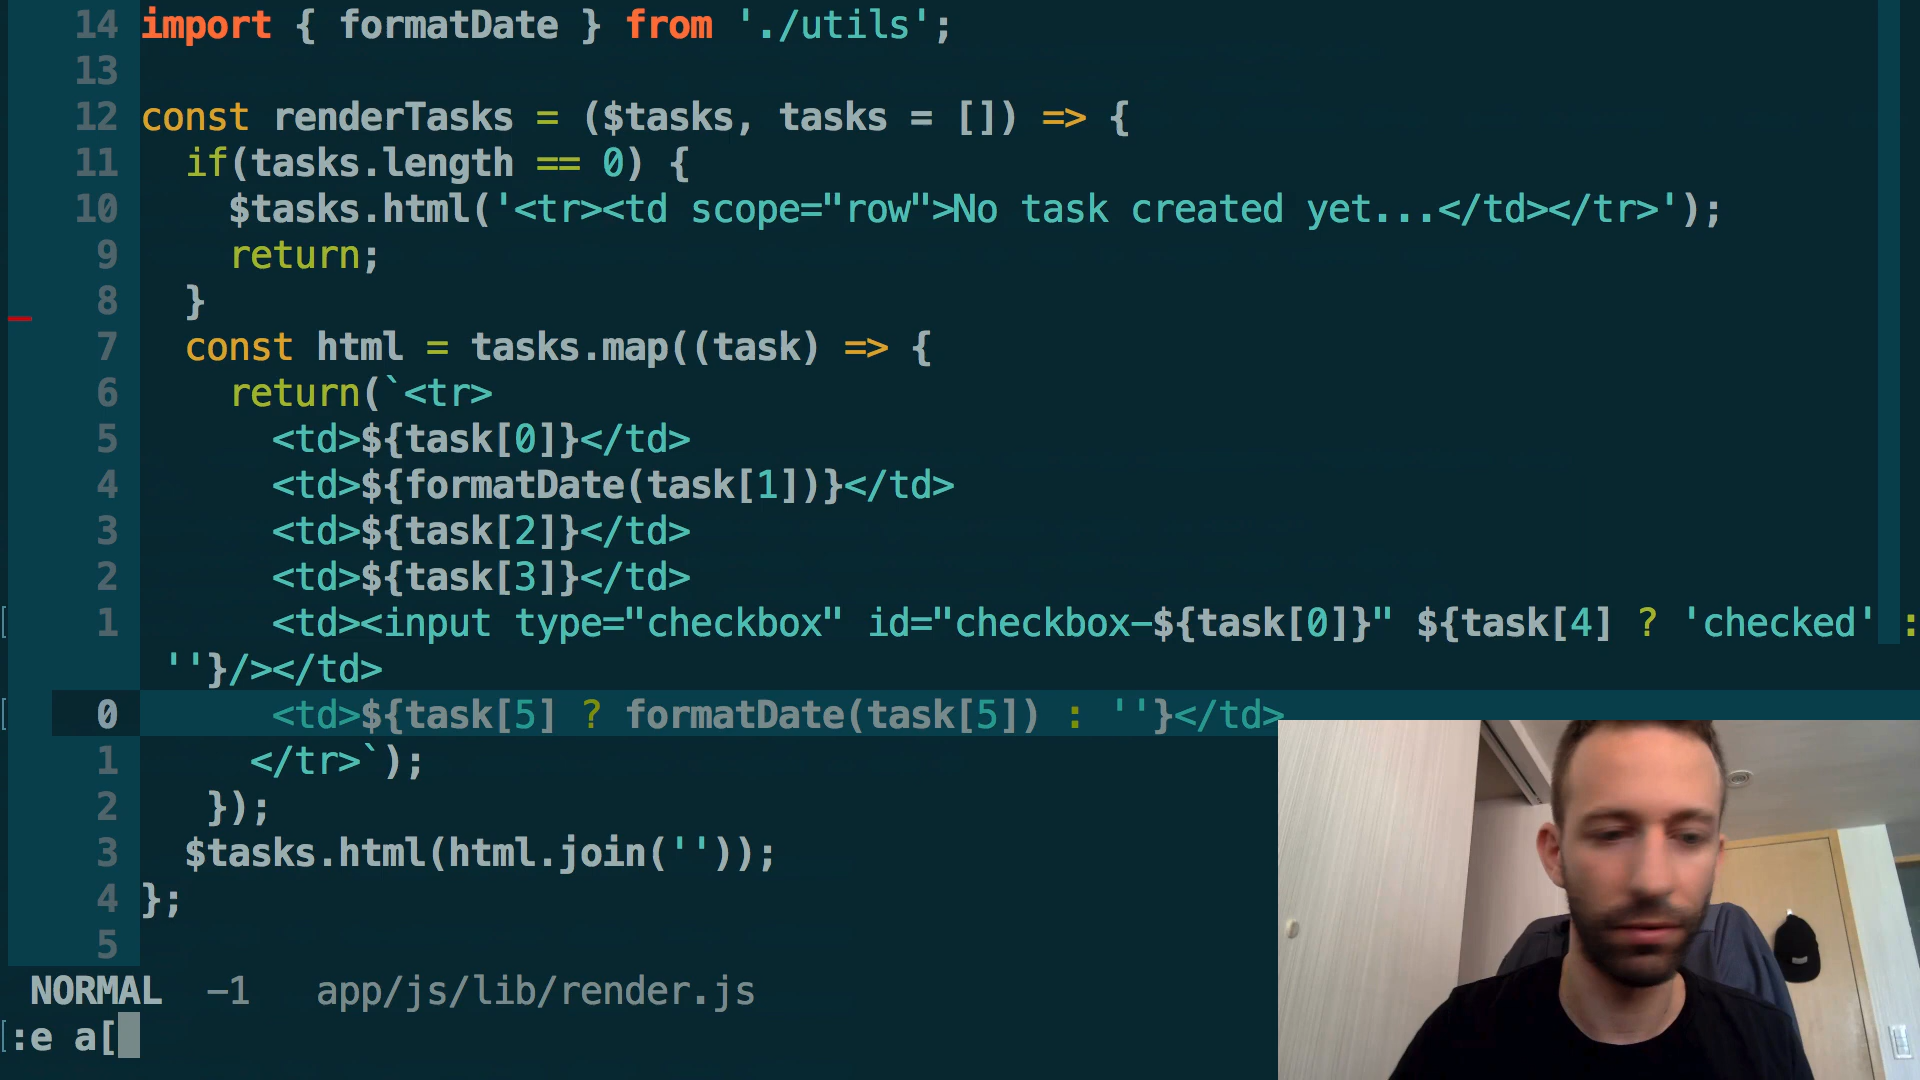 14 import { formatDate } from './utils';
13
12 const renderTasks = ($tasks, tasks = []) => {
11   if(tasks.length == 0) {
10     $tasks.html('<tr><td scope="row">No task created yet...</td></tr>');
9     return;
8   }
7   const html = tasks.map((task) => {
6     return(`<tr>
5       <td>${task[0]}</td>
4       <td>${formatDate(task[1])}</td>
3       <td>${task[2]}</td>
2       <td>${task[3]}</td>
1       <td><input type="checkbox" id="checkbox-${task[0]}" ${task[4] ? 'checked' :
''}/></td>
0       <td>${task[5] ? formatDate(task[5]) : ''}</td>
1      </tr>`);
2    });
3   $tasks.html(html.join(''));
4 };
5
NORMAL -1 app/js/lib/render.js
:e a[